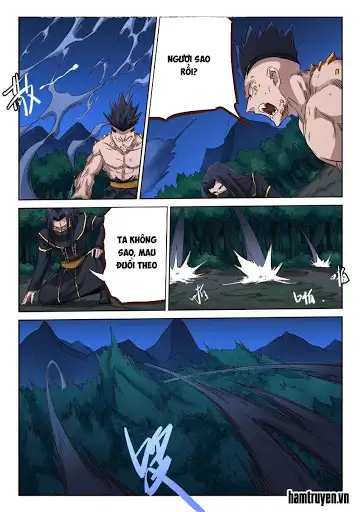 NGƯƠI SAO
RỒI?
TA KHÔNG
SAO, MAU
ĐUỔI THEO
hamtruyen.vn